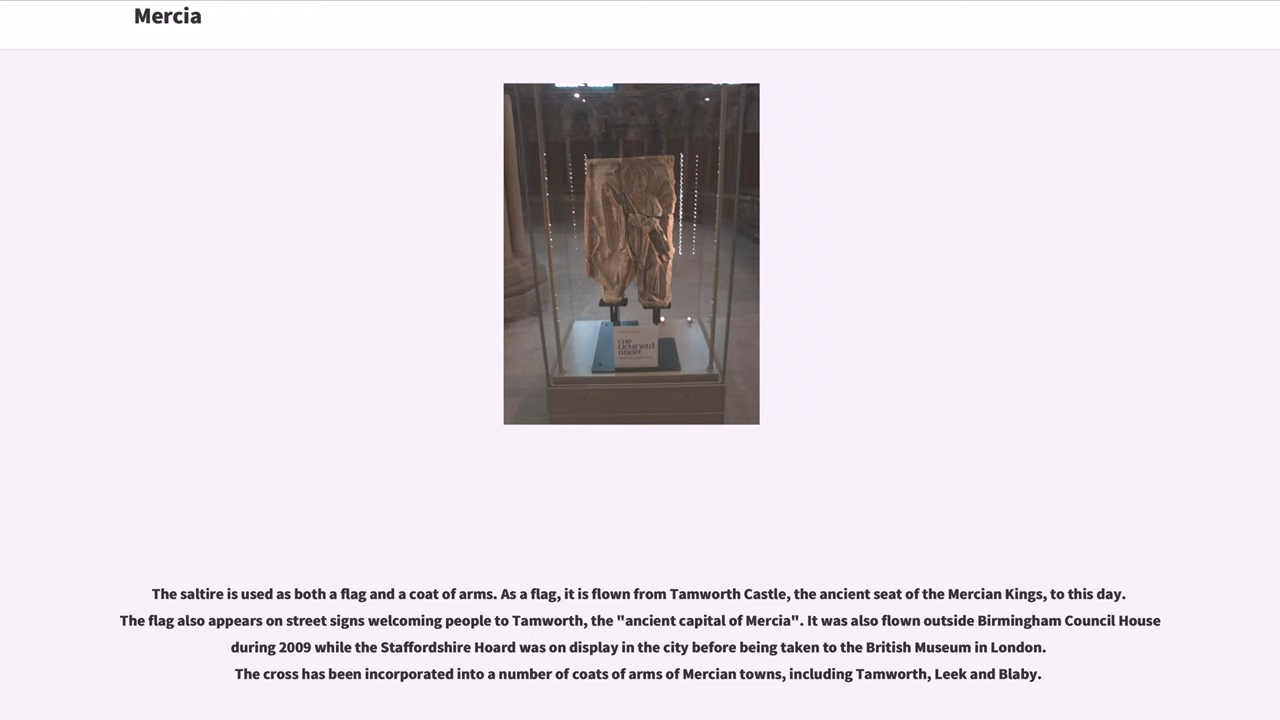 Mercia
THE
LICHFIELD
ANGEL
The saltire is used as both a flag and a coat of arms. As a flag, it is flown from Tamworth Castle, the ancient seat of the Mercian Kings, to this day.
The flag also appears on street signs welcoming people to Tamworth, the "ancient capital of Mercia". It was also flown outside Birmingham Council House
during 2009 while the Staffordshire Hoard was on display in the city before being taken to the British Museum in London.
The cross has been incorporated into a number of coats of arms of Mercian towns, including Tamworth, Leek and Blaby.